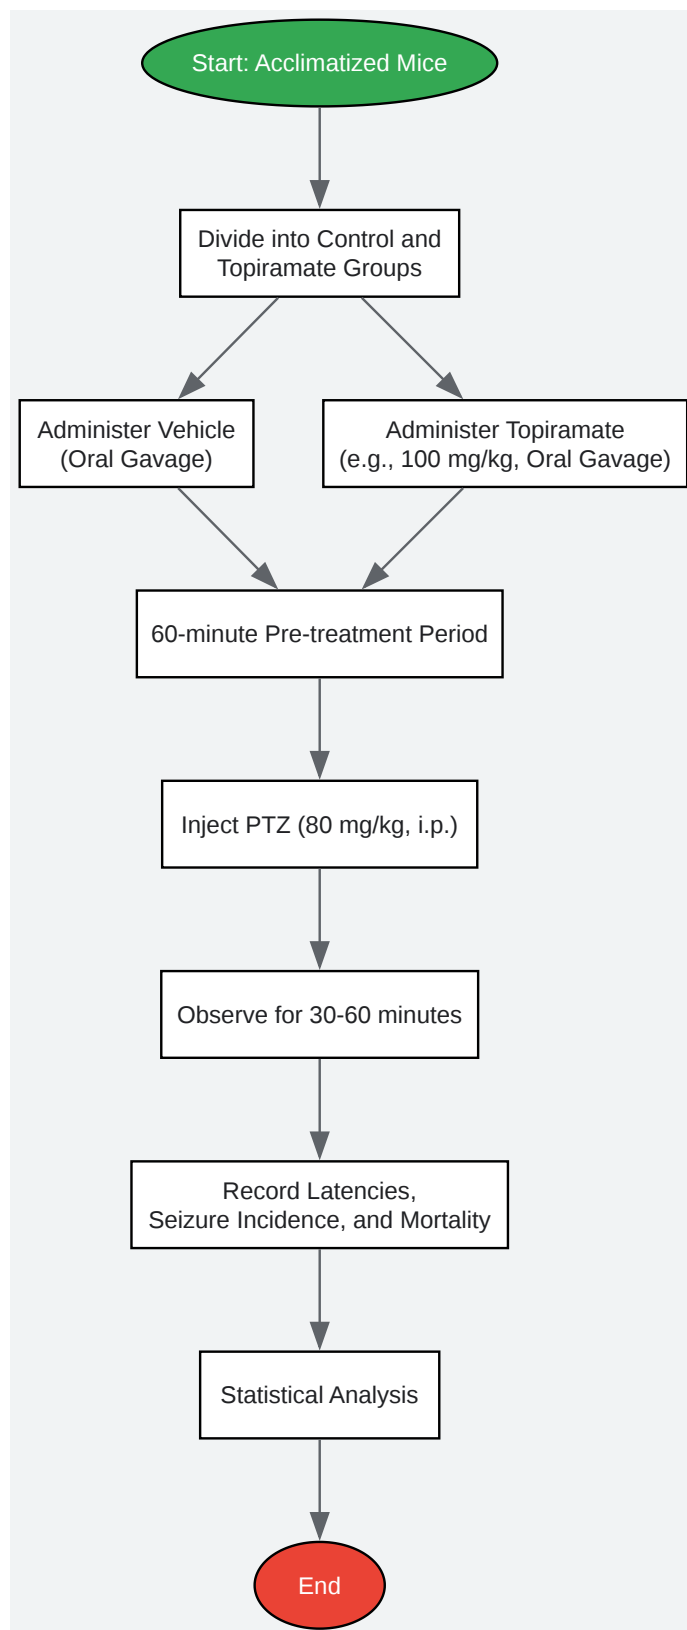 Start: Acclimatized Mice
Divide into Control and
Topiramate Groups
Administer Vehicle
(Oral Gavage)
Administer Topiramate
(e.g., 100 mg/kg, Oral Gavage)
60-minute Pre-treatment Period
Inject PTZ (80 mg/kg, i.p.)
Observe for 30-60 minutes
Record Latencies,
Seizure Incidence, and Mortality
Statistical Analysis
End